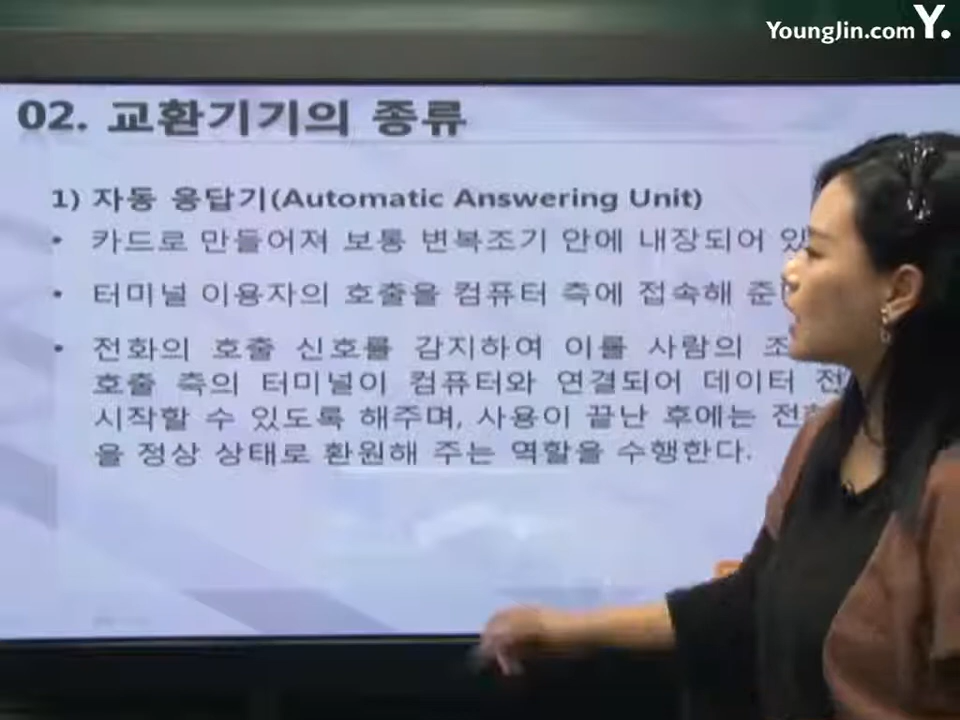 YoungJin.com Y.
02. 교환기기의 종류
1) 자동 응답기(Automatic Answering Unit)
• 카드로 만들어져 보통 변복조기 안에 내장되어
• 터미널 이용자의 호출을 컴퓨터 측에 접속해
• 전화의 호출 신호를 감지하여 이를 사람의
호출 측의 터미널이 컴퓨터와 연결되어 데이터
시작할 수 있도록 해주며, 사용이 끝난 후에는
을 정상 상태로 환원해 주는 역할을 수행한다.